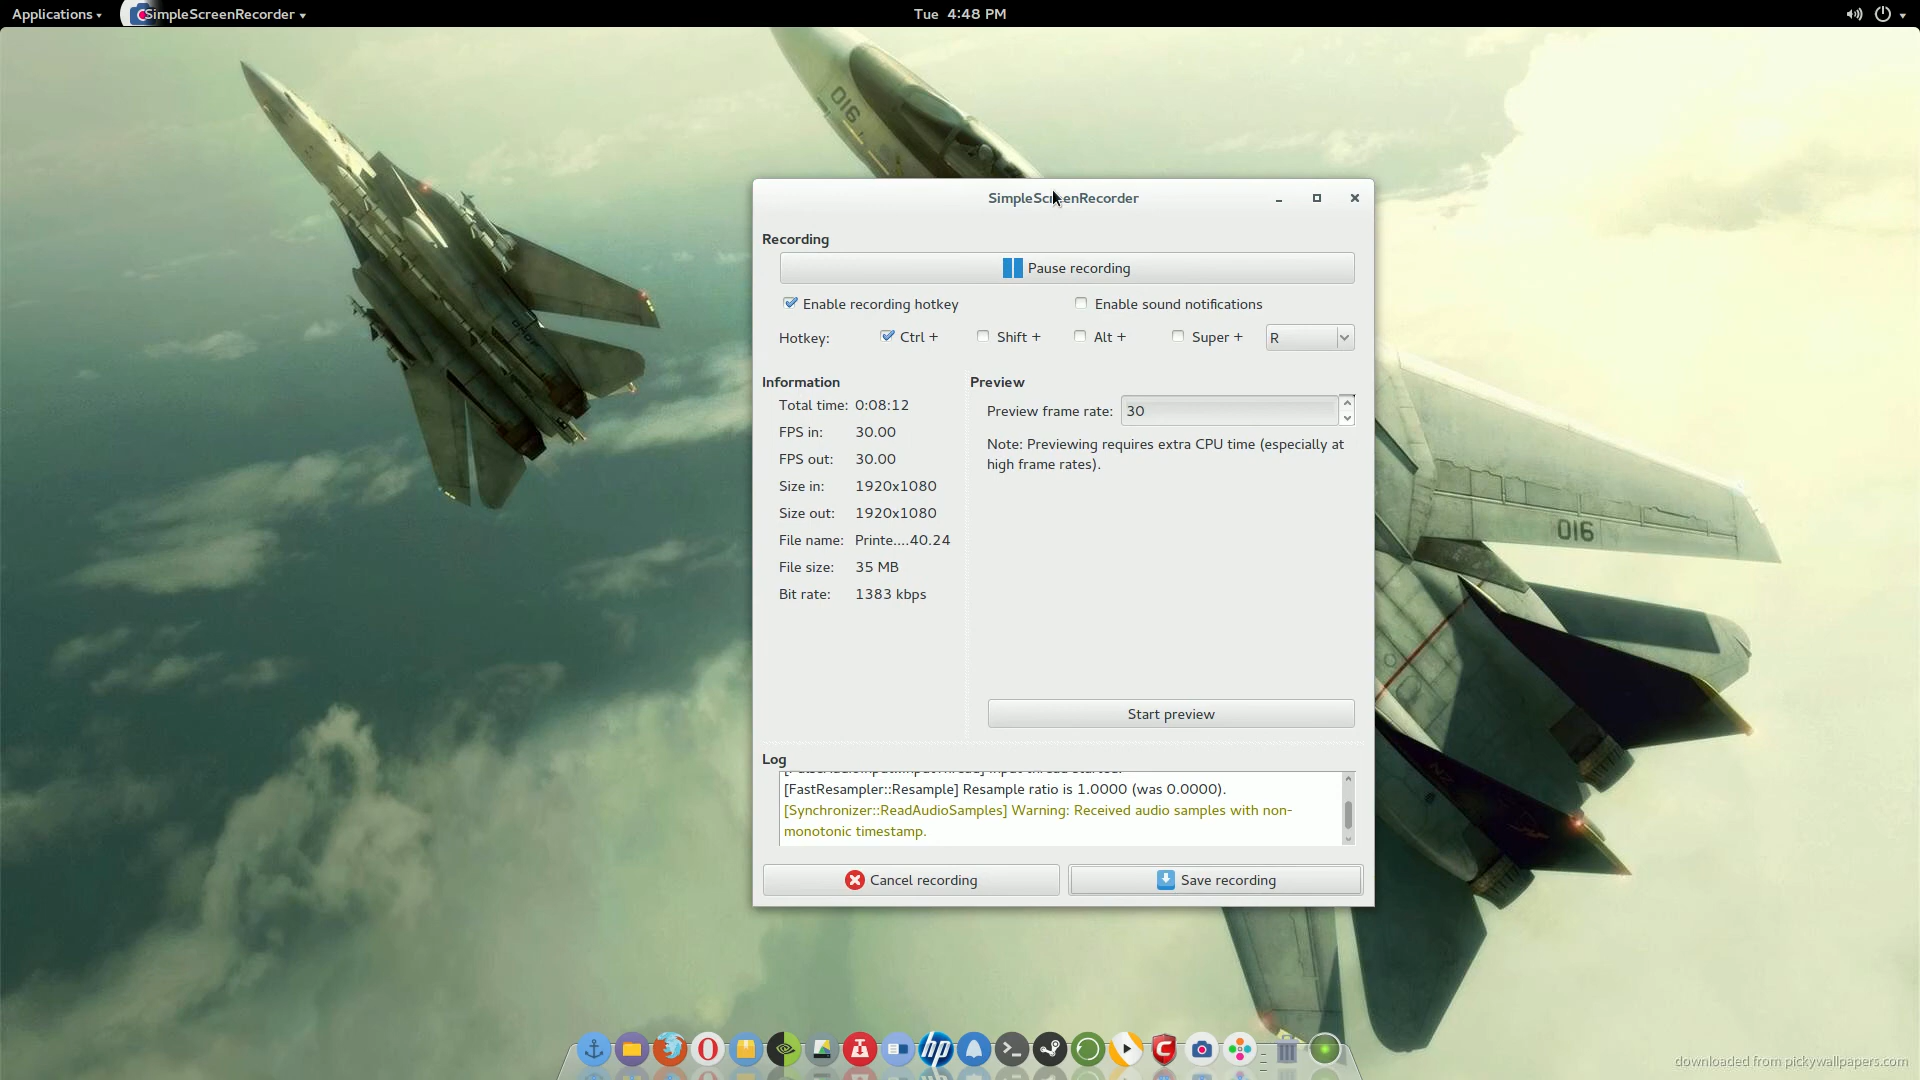 Applications
SimpleScreenRecorder
Tue 4:48 PM
016
SimpleScreenRecorder
Recording
Pause recording
Enable recording hotkey
Enable sound notifications
Hotkey:
Ctrl +
Shift +
Alt +
Super +
R
Information
Total time: 0:08:12
FPS in: 30.00
FPS out: 30.00
Size in: 1920x1080
Size out: 1920x1080
File name: Printe....40.24
File size: 35 MB
Bit rate: 1383 kbps
Preview
Preview frame rate: 30
Note: Previewing requires extra CPU time (especially at
high frame rates).
016
Start preview
Log
[FastResampler::Resample] Resample ratio is 1.0000 (was 0.0000).
[Synchronizer::ReadAudioSamples] Warning: Received audio samples with non-
monotonic timestamp.
Cancel recording
Save recording
hp
downloaded from pickywallpapers.com